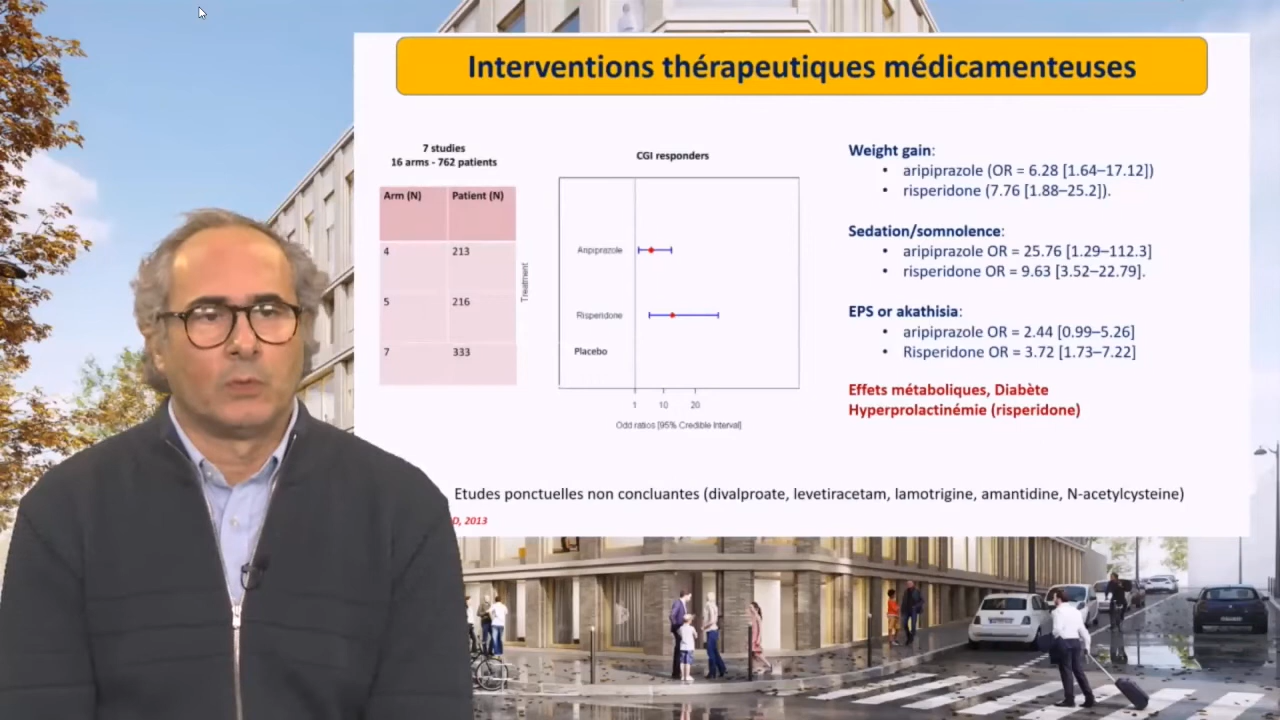 Interventions thérapeutiques médicamenteuses
7 studies
16 arms - 762 patients
Arm (N) Patient (N)
4 213
5 216
7 333
CGI responders
Treatment
Aripiprazole
Risperidone
Placebo
1 10 20
Odd ratios [95% Credible Interval]
Weight gain:
• aripiprazole (OR = 6.28 [1.64–17.12])
• risperidone (7.76 [1.88–25.2]).
Sedation/somnolence:
• aripiprazole OR = 25.76 [1.29–112.3]
• risperidone OR = 9.63 [3.52–22.79].
EPS or akathisia:
• aripiprazole OR = 2.44 [0.99–5.26]
• Risperidone OR = 3.72 [1.73–7.22]
Effets métaboliques, Diabète
Hyperprolactinémie (risperidone)
Etudes ponctuelles non concluantes (divalproate, levetiracetam, lamotrigine, amantidine, N-acetylcysteine)
D, 2013